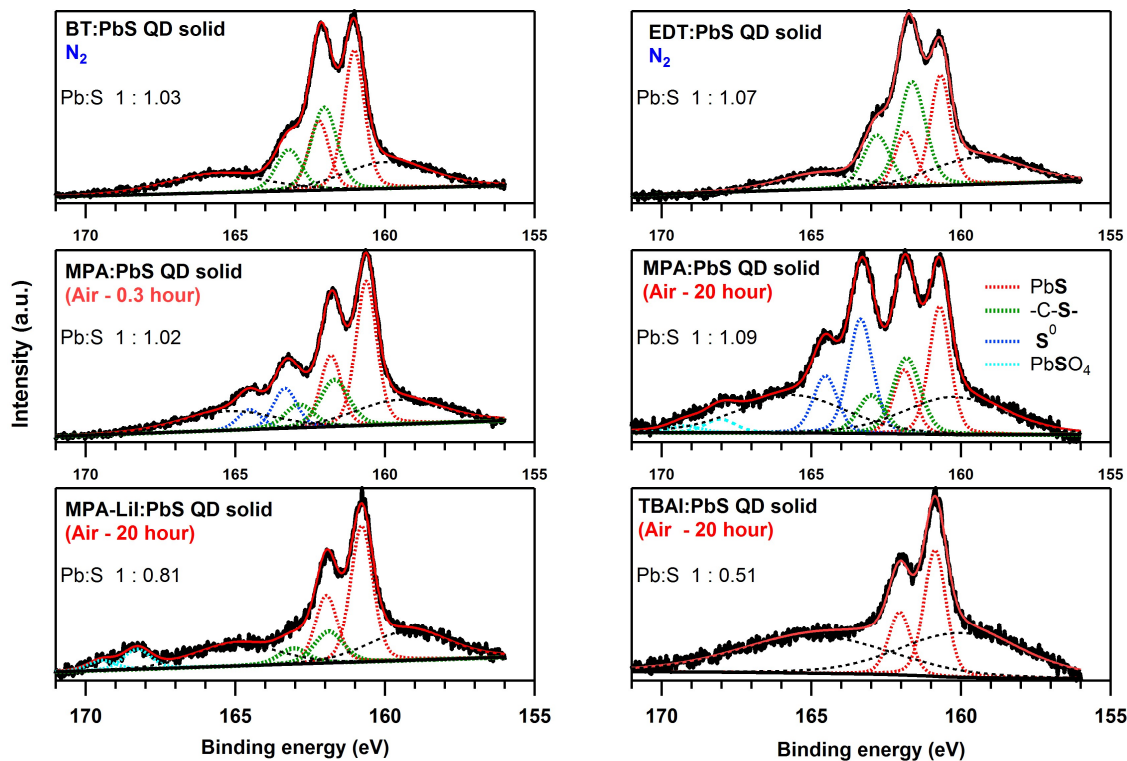 BT:PbS QD solid
N2
Pb:S 1 : 1.03
170 165 160 155
EDT:PbS QD solid
N2
Pb:S 1 : 1.07
170 165 160 155
Intensity (a.u.)
MPA:PbS QD solid
(Air - 0.3 hour)
Pb:S 1 : 1.02
170 165 160 155
MPA:PbS QD solid
(Air - 20 hour)
Pb:S 1 : 1.09
PbS
-C-S-
S0
PbSO4
170 165 160 155
MPA-LiI:PbS QD solid
(Air - 20 hour)
Pb:S 1 : 0.81
170 165 160 155
Binding energy (eV)
TBAI:PbS QD solid
(Air - 20 hour)
Pb:S 1 : 0.51
170 165 160 155
Binding energy (eV)